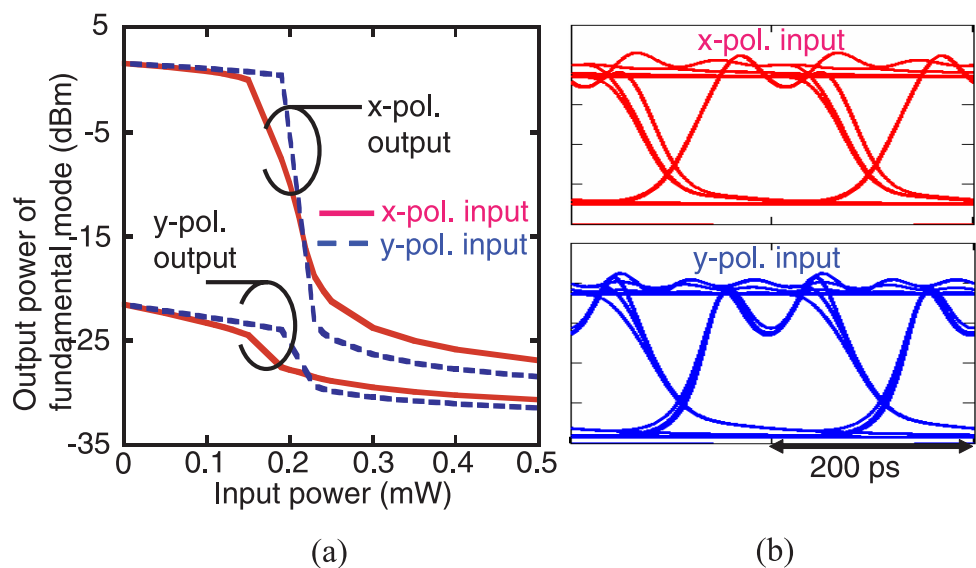 Output power of
fundamental mode (dBm)
5
-5
-15
-25
-35
x-pol.
output
y-pol.
output
x-pol. input
y-pol. input
0
0.1
0.2
0.3
0.4
0.5
Input power (mW)
(a)
x-pol. input
y-pol. input
200 ps
(b)